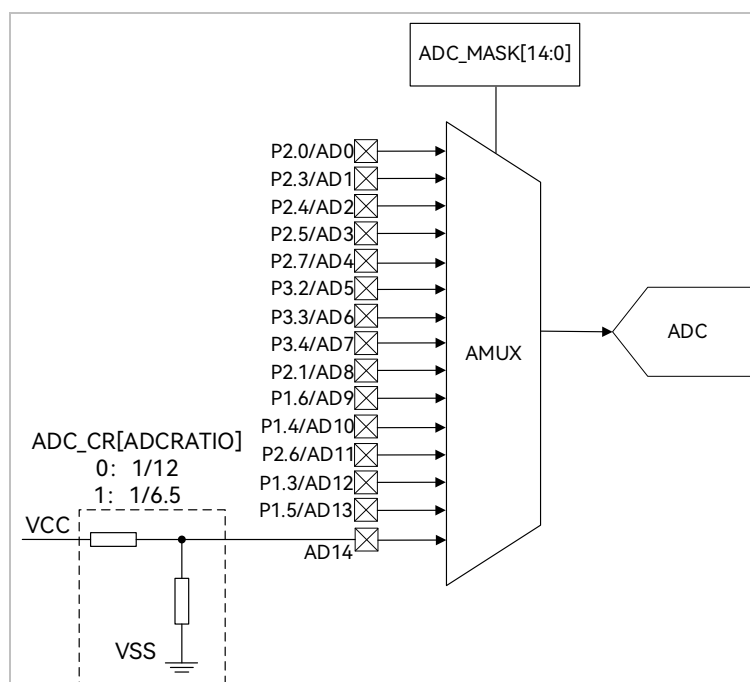 ADC_MASK[14:0]
P2.0/AD0
P2.3/AD1
P2.4/AD2
P2.5/AD3
P2.7/AD4
P3.2/AD5
P3.3/AD6
P3.4/AD7
P2.1/AD8
P1.6/AD9
P1.4/AD10
P2.6/AD11
P1.3/AD12
P1.5/AD13
AD14
AMUX
ADC
ADC_CR[ADCRATIO]
0: 1/12
1: 1/6.5
VCC
VSS